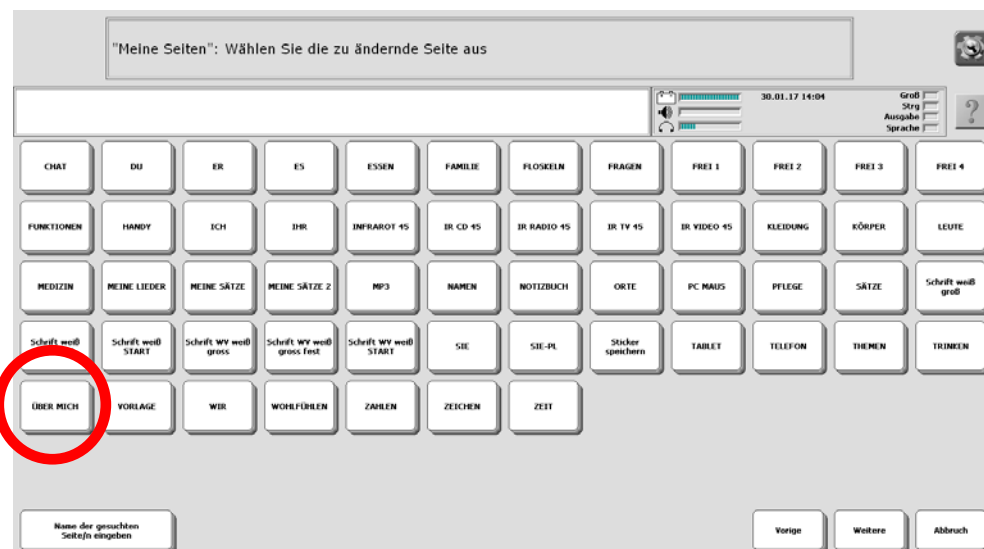 "Meine Seiten": Wählen Sie die zu ändernde Seite aus
30.01.17 14:04
Groß
Strg
Ausgabe
Sprache
?
CHAT DU ER ES ESSEN FAMILIE FLOSKELN FRAGEN FREI 1 FREI 2 FREI 3 FREI 4
FUNKTIONEN HANDY ICH IHR INFRAROT 45 IR CD 45 IR RADIO 45 IR TV 45 IR VIDEO 45 KLEIDUNG KÖRPER LEUTE
MEDIZIN MEINE LIEDER MEINE SÄTZE MEINE SÄTZE 2 MP3 NAMEN NOTIZBUCH ORTE PC MAUS PFLEGE SÄTZE Schrift weiß
groß
Schrift weiß Schrift weiß Schrift WV weiß Schrift WV weiß Schrift WV weiß SIE SIE-PL Sticker TABLET TELEFON THEMEN TRINKEN
START gross gross fest START speichern
ÜBER MICH VORLAGE WIR WOHLFÜHLEN ZAHLEN ZEICHEN ZEIT
Name der gesuchten
Seite/n eingeben
Vorige Weitere Abbruch